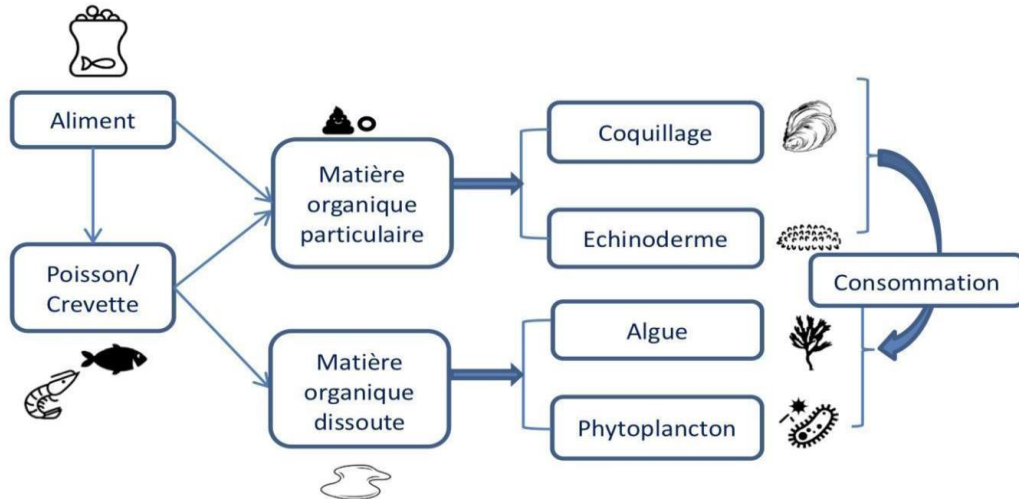 Aliment
Poisson/
Crevette
Matière
organique
particulaire
Matière
organique
dissoute
Coquillage
Echinoderme
Algue
Phytoplancton
Consommation